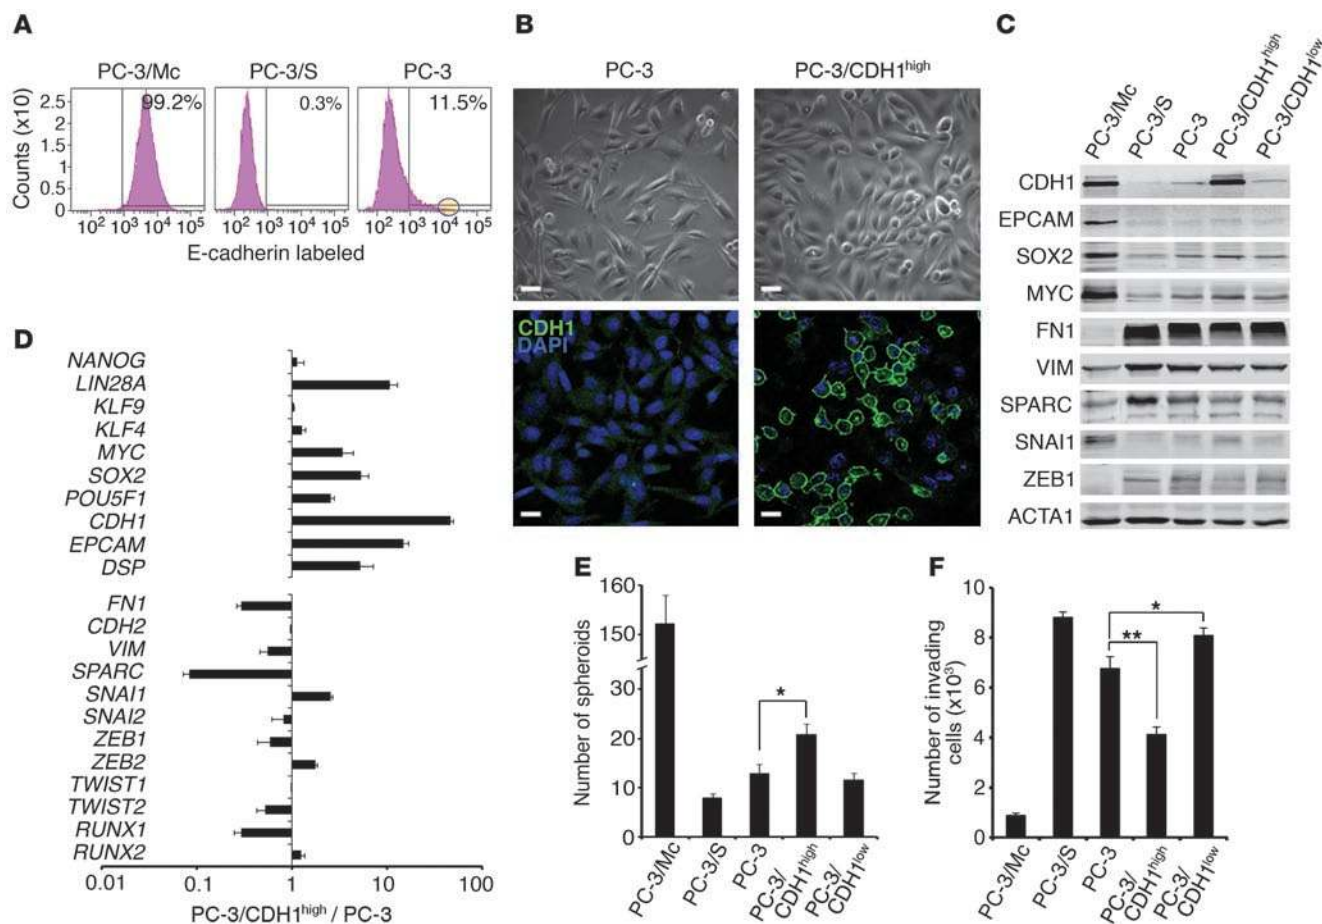 A
PC-3/Mc PC-3/S PC-3
99.2% 0.3% 11.5%
Counts (x10)
2.5
2
1.5
1
0.5
0
10² 10³ 10⁴ 10⁵ 10² 10³ 10⁴ 10⁵ 10² 10³ 10⁴ 10⁵
E-cadherin labeled
B
PC-3 PC-3/CDH1high
CDH1
DAPI
C
PC-3/Mc PC-3/S PC-3 PC-3/CDH1high PC-3/CDH1low
CDH1
EPCAM
SOX2
MYC
FN1
VIM
SPARC
SNAI1
ZEB1
ACTA1
D
NANOG
LIN28A
KLF9
KLF4
MYC
SOX2
POU5F1
CDH1
EPCAM
DSP
FN1
CDH2
VIM
SPARC
SNAI1
SNAI2
ZEB1
ZEB2
TWIST1
TWIST2
RUNX1
RUNX2
0.01 0.1 1 10 100
PC-3/CDH1high / PC-3
E
Number of spheroids
160
150
30
20
10
0
*
PC-3/Mc PC-3/S PC-3 PC-3/CDH1high PC-3/CDH1low
F
Number of invading
cells (x10³)
10
8
6
4
2
0
*
**
PC-3/Mc PC-3/S PC-3 PC-3/CDH1high PC-3/CDH1low